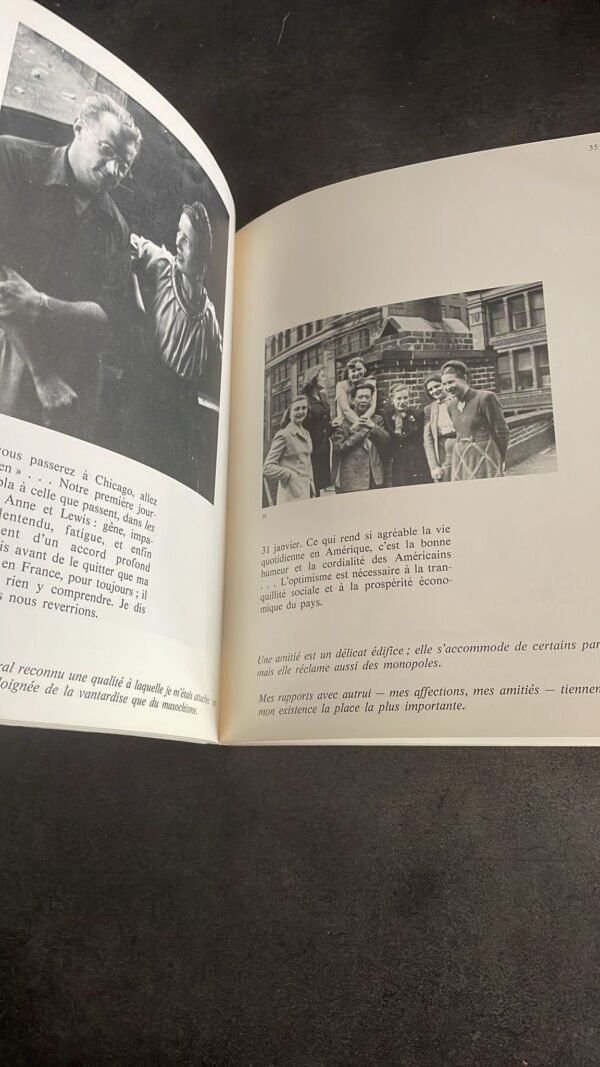 vous passerez à Chicago, allez
en » . . . Notre première jour-
bla à celle que passent, dans les
Anne et Lewis : gêne, impa-
lentendu, fatigue, et enfin
ent d'un accord profond
is avant de quitter que ma
en France, pour toujours ; il
rien y comprendre. Je dis
s nous reverrions.
ral reconnu une qualité à laquelle je m'étais
loignée de la vantardise que du masochisme.
35
31 janvier. Ce qui rend si agréable la vie
quotidienne en Amérique, c'est la bonne
humeur et la cordialité des Américains
. . . L'optimisme est nécessaire à la tran-
quillité sociale et à la prospérité écono-
mique du pays.
Une amitié est un délicat édifice ; elle s'accommode de certains par
mais elle réclame aussi des monopoles.
Mes rapports avec autrui — mes affections, mes amitiés — tiennen
mon existence la place la plus importante.